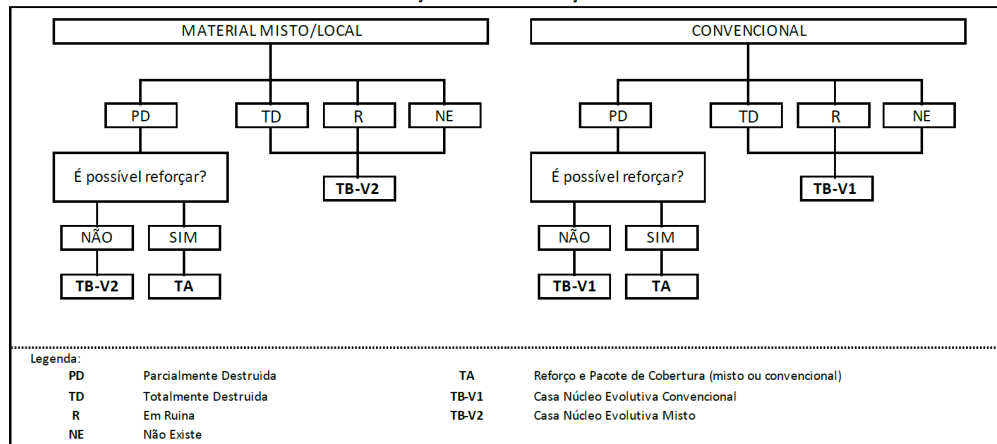 MATERIAL MISTO/LOCAL
PD TD R NE
É possível reforçar?
TB-V2
NÃO SIM
TB-V2 TA
CONVENCIONAL
PD TD R NE
É possível reforçar?
TB-V1
NÃO SIM
TB-V1 TA
Legenda:
PD Parcialmente Destruida
TD Totalmente Destruida
R Em Ruina
NE Não Existe
TA Reforço e Pacote de Cobertura (misto ou convencional)
TB-V1 Casa Núcleo Evolutiva Convencional
TB-V2 Casa Núcleo Evolutiva Misto